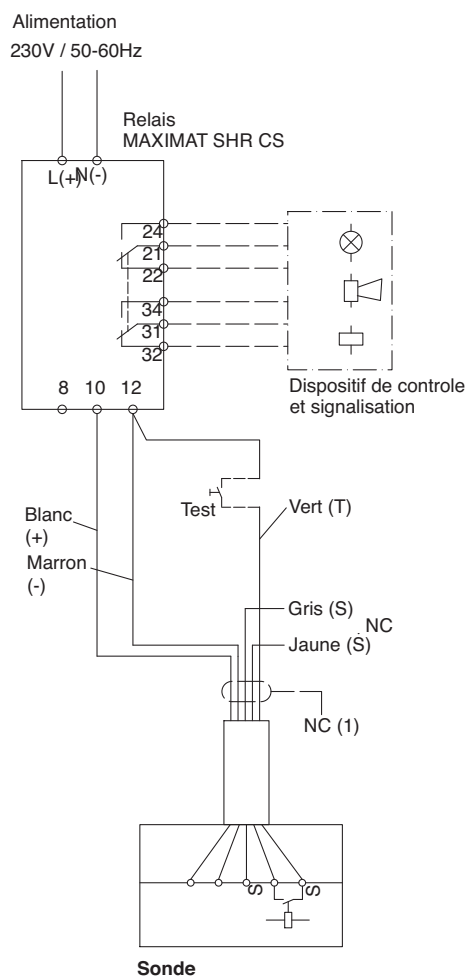 Alimentation
230V / 50-60Hz
Relais
MAXIMAT SHR CS
L(+) N(-)
24
21
22
34
31
32
8 10 12
Dispositif de controle
et signalisation
Test
Vert (T)
Blanc
(+)
Marron
(-)
Gris (S)
NC
Jaune (S)
NC (1)
S S
Sonde